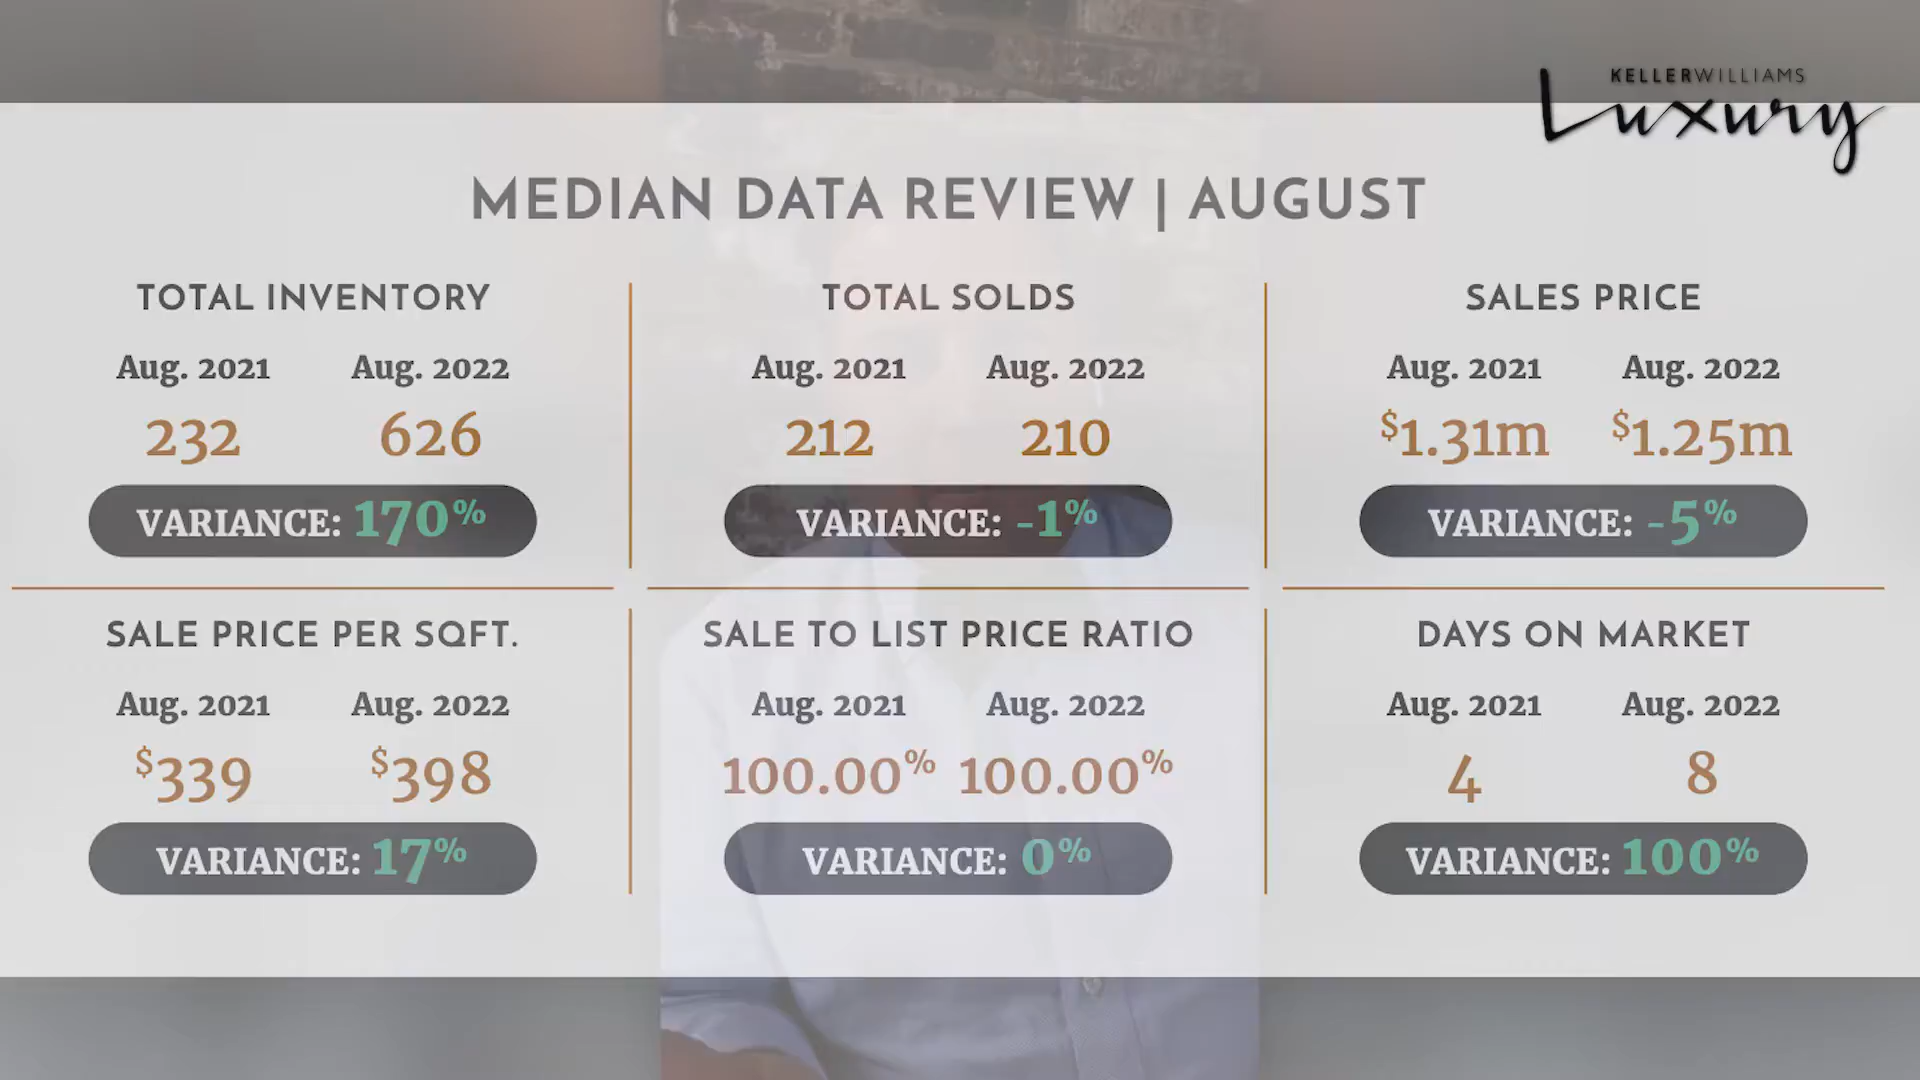 KELLERWILLIAMS
Luxury
MEDIAN DATA REVIEW | AUGUST
TOTAL INVENTORY
Aug. 2021 Aug. 2022
232 626
VARIANCE: 170%
TOTAL SOLDS
Aug. 2021 Aug. 2022
212 210
VARIANCE: -1%
SALES PRICE
Aug. 2021 Aug. 2022
$1.31m $1.25m
VARIANCE: -5%
SALE PRICE PER SQFT.
Aug. 2021 Aug. 2022
$339 $398
VARIANCE: 17%
SALE TO LIST PRICE RATIO
Aug. 2021 Aug. 2022
100.00% 100.00%
VARIANCE: 0%
DAYS ON MARKET
Aug. 2021 Aug. 2022
4 8
VARIANCE: 100%